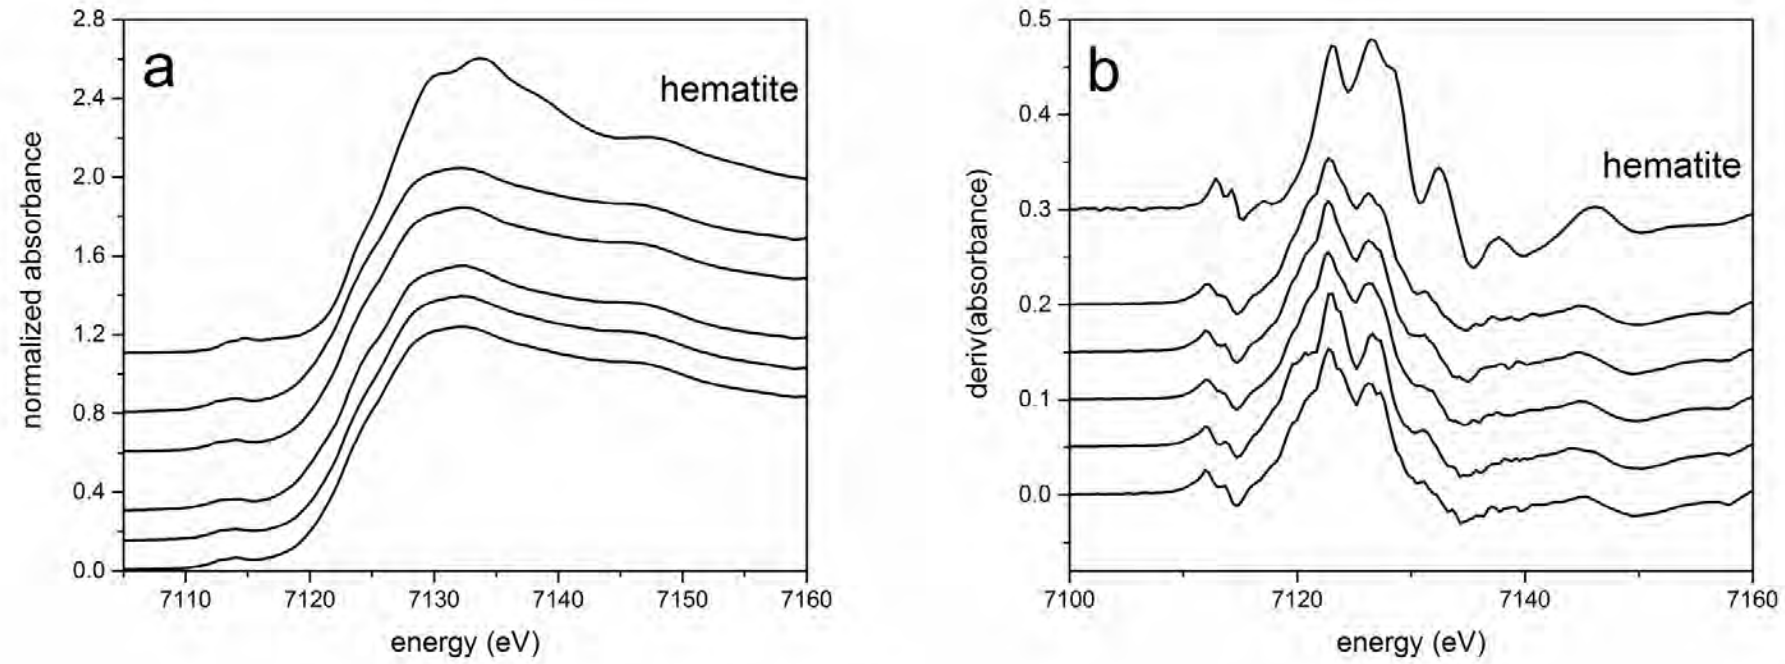 a
hematite
normalized absorbance
2.8
2.4
2.0
1.6
1.2
0.8
0.4
0.0
7110 7120 7130 7140 7150 7160
energy (eV)
b
hematite
deriv(absorbance)
0.5
0.4
0.3
0.2
0.1
0.0
7100 7120 7140 7160
energy (eV)